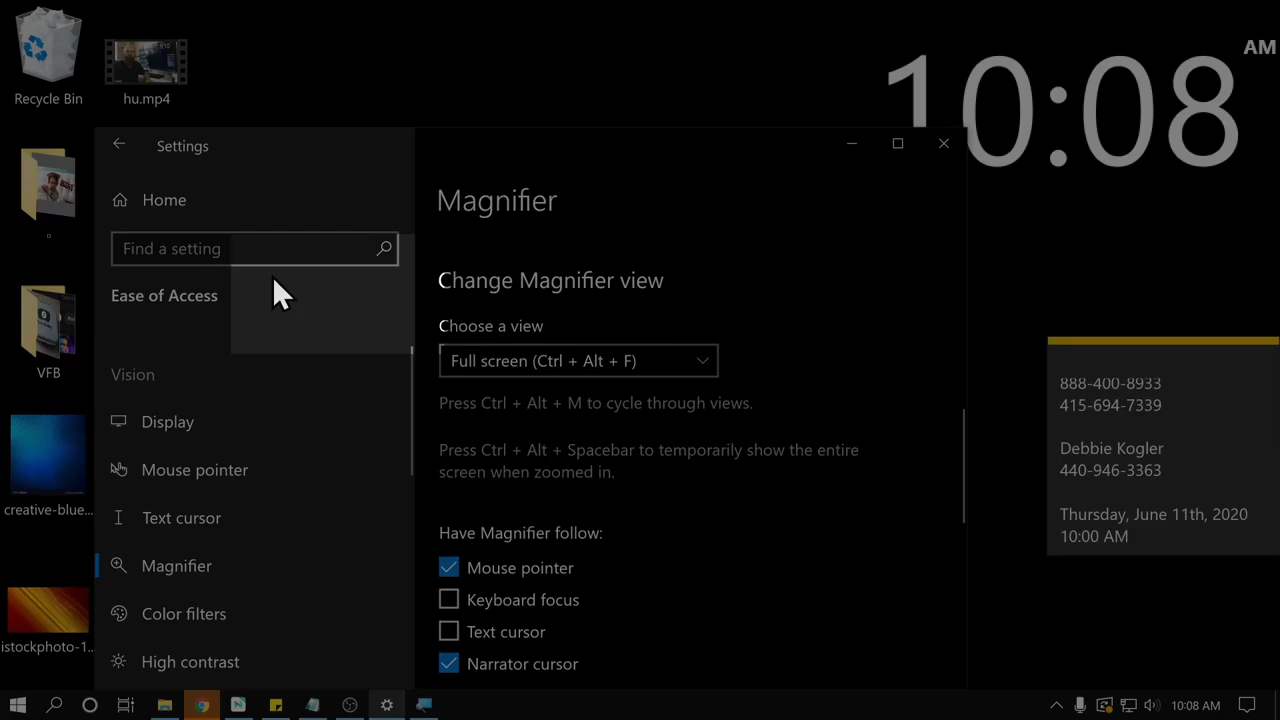 Recycle Bin
hu.mp4
10:08
AM
VFB
creative-blue...
istockphoto-1...
Settings
Home
Find a setting
Ease of Access
Vision
Display
Mouse pointer
Text cursor
Magnifier
Color filters
High contrast
Magnifier
Change Magnifier view
Choose a view
Full screen (Ctrl + Alt + F)
Press Ctrl + Alt + M to cycle through views.
Press Ctrl + Alt + Spacebar to temporarily show the entire
screen when zoomed in.
Have Magnifier follow:
Mouse pointer
Keyboard focus
Text cursor
Narrator cursor
888-400-8933
415-694-7339
Debbie Kogler
440-946-3363
Thursday, June 11th, 2020
10:00 AM
10:08 AM